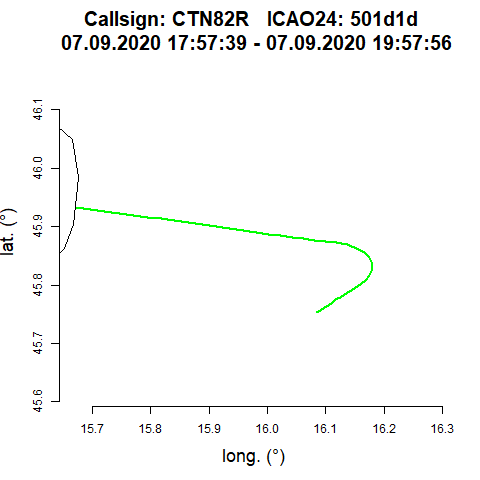 Callsign: CTN82R   ICAO24: 501d1d
07.09.2020 17:57:39 - 07.09.2020 19:57:56
46.1
46.0
45.9
45.8
45.7
45.6
lat. (°)
15.7 15.8 15.9 16.0 16.1 16.2 16.3
long. (°)